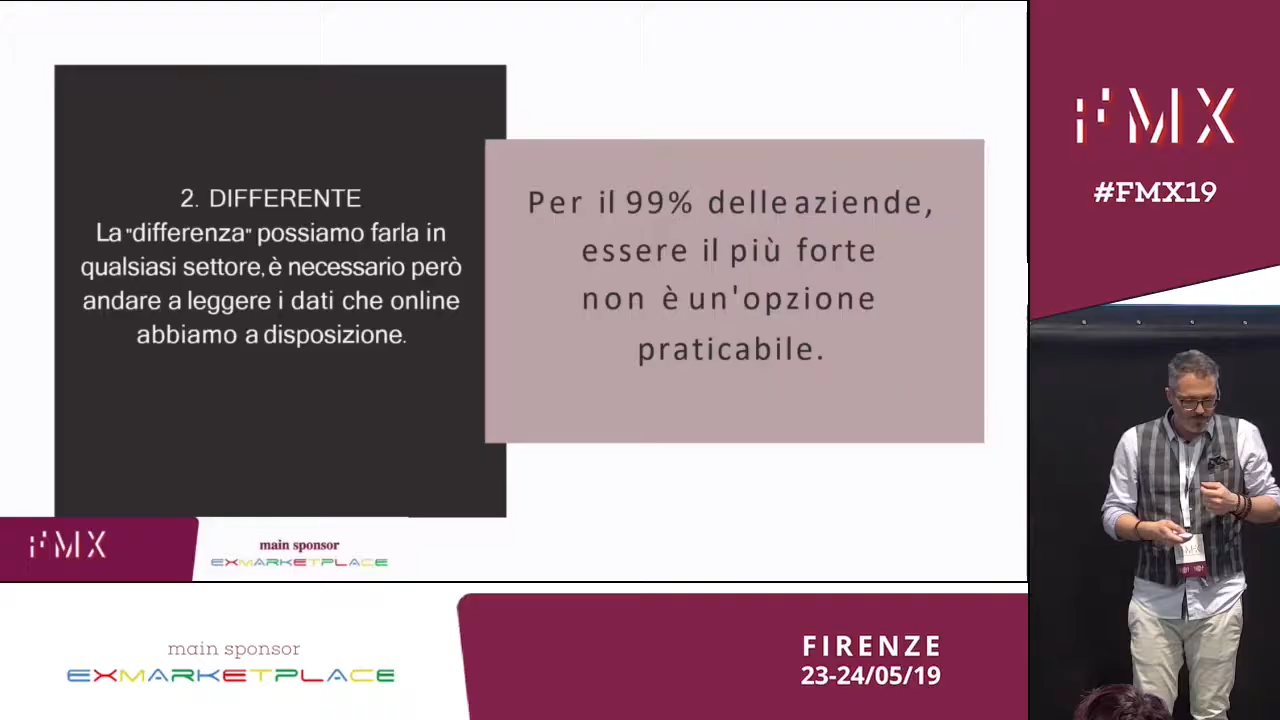 2. DIFFERENTE
La "differenza" possiamo farla in
qualsiasi settore, è necessario però
andare a leggere i dati che online
abbiamo a disposizione.
Per il 99% delle aziende,
essere il più forte
non è un'opzione
praticabile.
FMX
main sponsor
EXMARKETPLACE
main sponsor
EXMARKETPLACE
FIRENZE
23-24/05/19
FMX
#FMX19